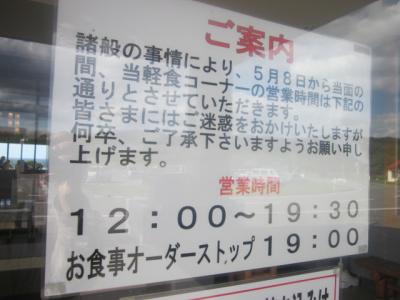 ご案内
諸般の事情により、5月8日から当面の
間、当軽食コーナーの営業時間は下記の
通りとさせていただきます。
皆さまにはご迷惑をおかけいたしますが
何卒、ご了承下さいますようお願い申し
上げます。
営業時間
12:00～19:30
お食事オーダーストップ 19:00